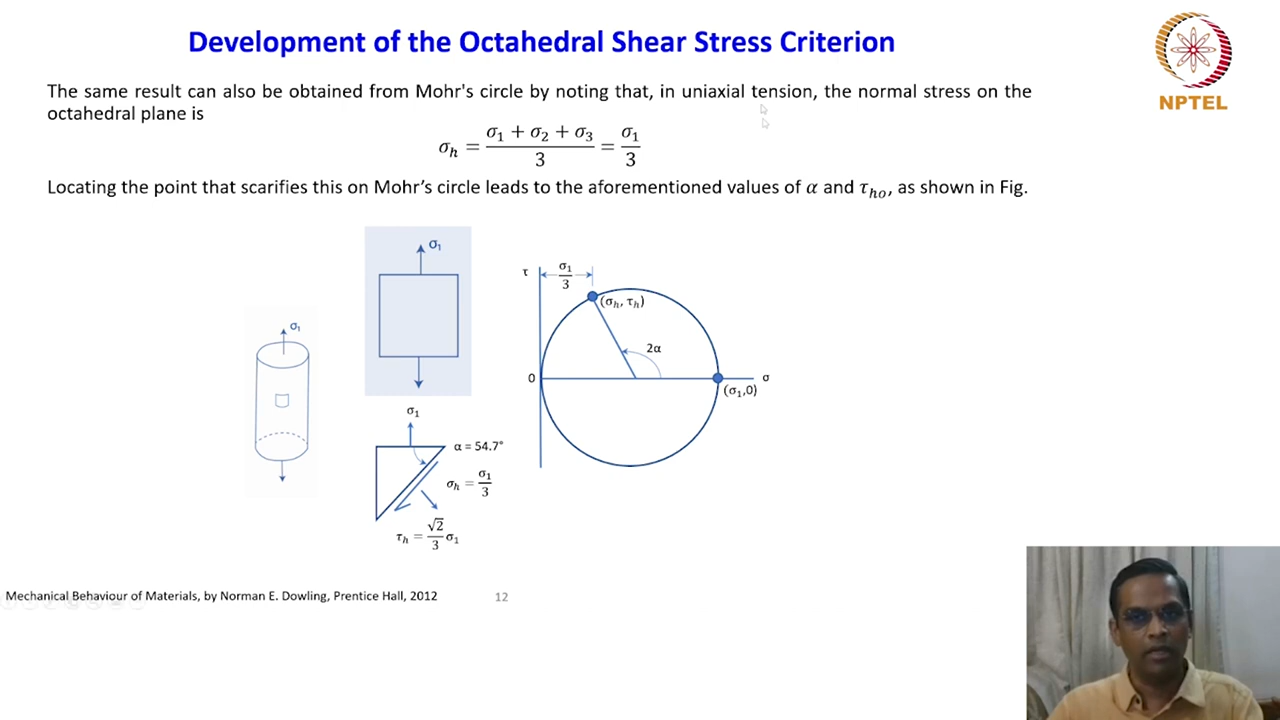 Development of the Octahedral Shear Stress Criterion
NPTEL
The same result can also be obtained from Mohr's circle by noting that, in uniaxial tension, the normal stress on the
octahedral plane is
σₕ = (σ₁ + σ₂ + σ₃)/3 = σ₁/3
Locating the point that scarifies this on Mohr’s circle leads to the aforementioned values of α and τₕₒ, as shown in Fig.
σ₁
σ₁
τ
σ₁/3
(σₕ, τₕ)
2α
0
σ
(σ₁,0)
σ₁
α = 54.7°
σₕ = σ₁/3
τₕ = √2/3 σ₁
Mechanical Behaviour of Materials, by Norman E. Dowling, Prentice Hall, 2012
12